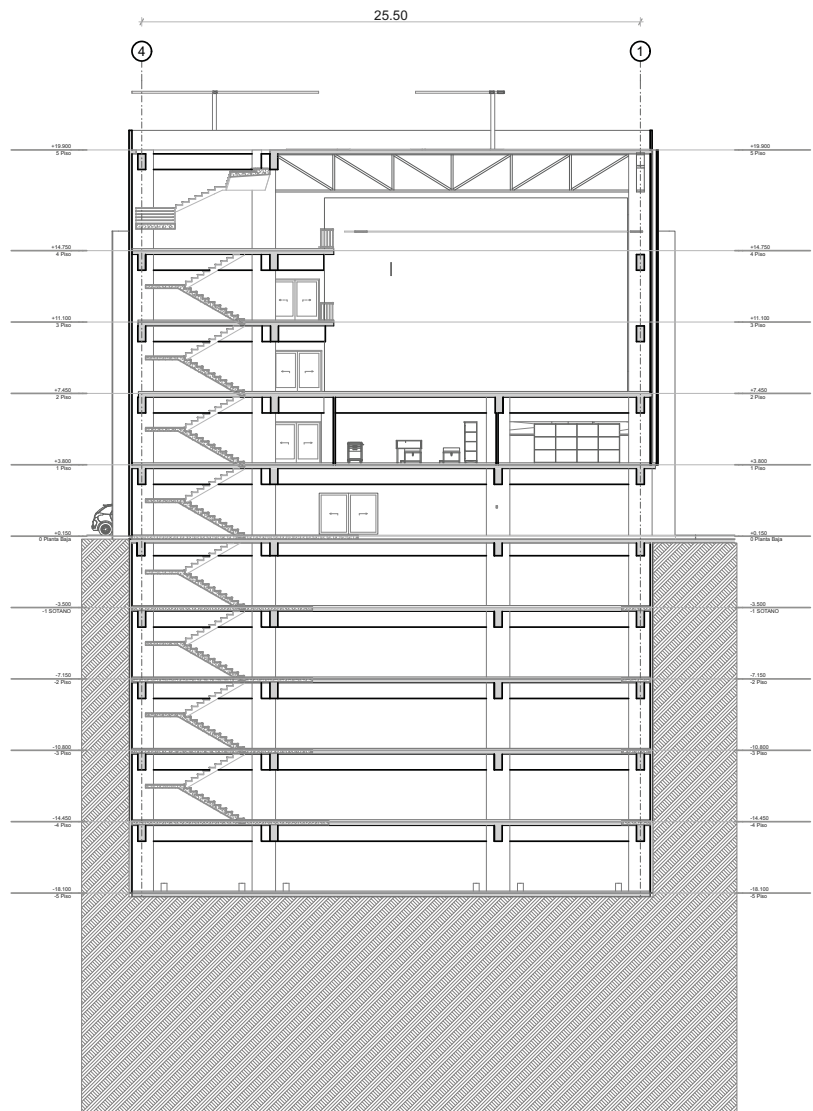 25.50
4 1
+19.900 +19.900
5 Piso 5 Piso
+14.750 +14.750
4 Piso 4 Piso
+11.100 +11.100
3 Piso 3 Piso
+7.450 +7.450
2 Piso 2 Piso
+3.800 +3.800
1 Piso 1 Piso
+0.150 +0.150
0 Planta Baja 0 Planta Baja
-3.500 -3.500
-1 SOTANO -1 SOTANO
-7.150 -7.150
-2 Piso -2 Piso
-10.800 -10.800
-3 Piso -3 Piso
-14.450 -14.450
-4 Piso -4 Piso
-18.100 -18.100
-5 Piso -5 Piso